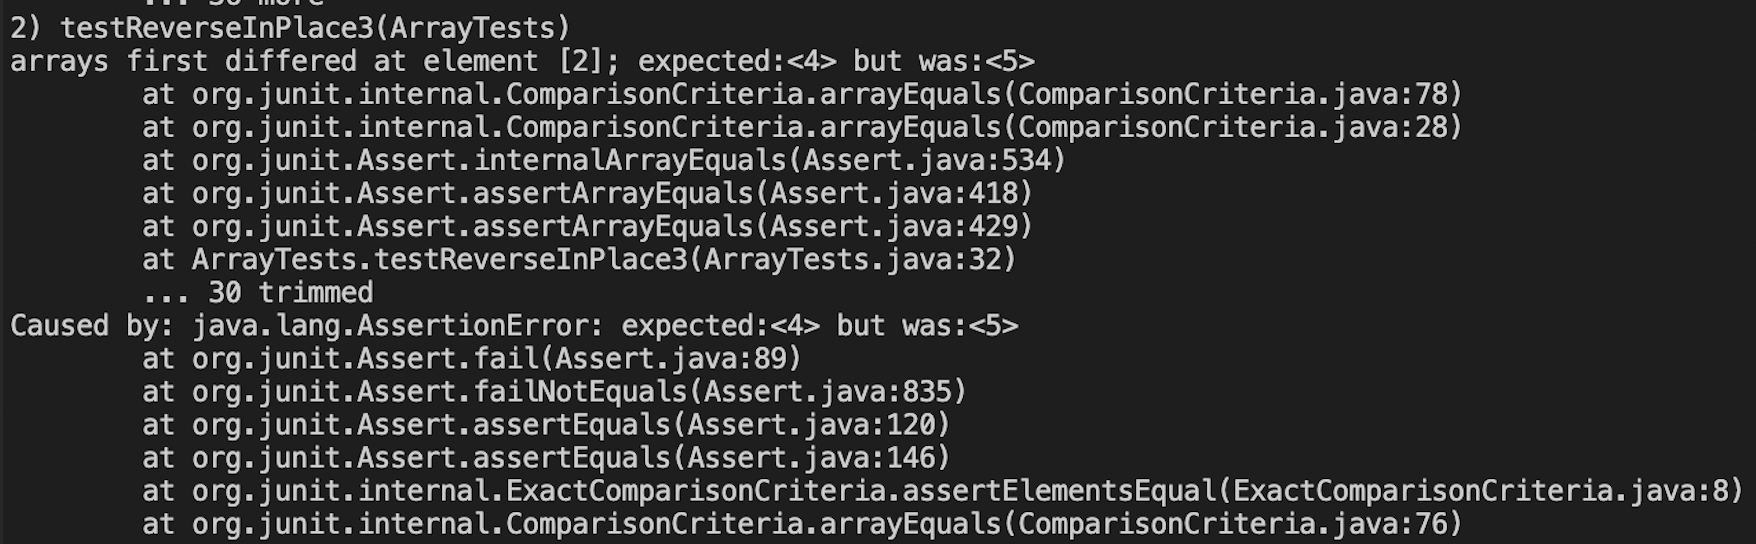 ... 30 more
2) testReverseInPlace3(ArrayTests)
arrays first differed at element [2]; expected:<4> but was:<5>
        at org.junit.internal.ComparisonCriteria.arrayEquals(ComparisonCriteria.java:78)
        at org.junit.internal.ComparisonCriteria.arrayEquals(ComparisonCriteria.java:28)
        at org.junit.Assert.internalArrayEquals(Assert.java:534)
        at org.junit.Assert.assertArrayEquals(Assert.java:418)
        at org.junit.Assert.assertArrayEquals(Assert.java:429)
        at ArrayTests.testReverseInPlace3(ArrayTests.java:32)
        ... 30 trimmed
Caused by: java.lang.AssertionError: expected:<4> but was:<5>
        at org.junit.Assert.fail(Assert.java:89)
        at org.junit.Assert.failNotEquals(Assert.java:835)
        at org.junit.Assert.assertEquals(Assert.java:120)
        at org.junit.Assert.assertEquals(Assert.java:146)
        at org.junit.internal.ExactComparisonCriteria.assertElementsEqual(ExactComparisonCriteria.java:8)
        at org.junit.internal.ComparisonCriteria.arrayEquals(ComparisonCriteria.java:76)